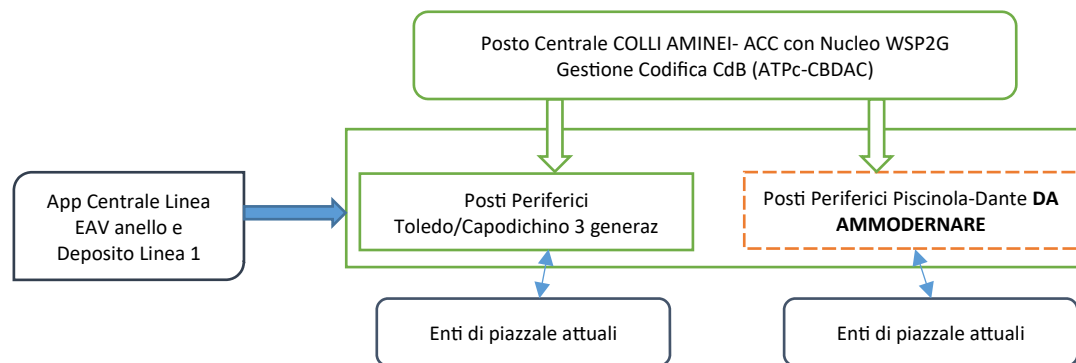 Posto Centrale COLLI AMINEI- ACC con Nucleo WSP2G
Gestione Codifica CdB (ATPc-CBDAC)
App Centrale Linea
EAV anello e
Deposito Linea 1
Posti Periferici
Toledo/Capodichino 3 generaz
Posti Periferici Piscinola-Dante DA
AMMODERNARE
Enti di piazzale attuali
Enti di piazzale attuali